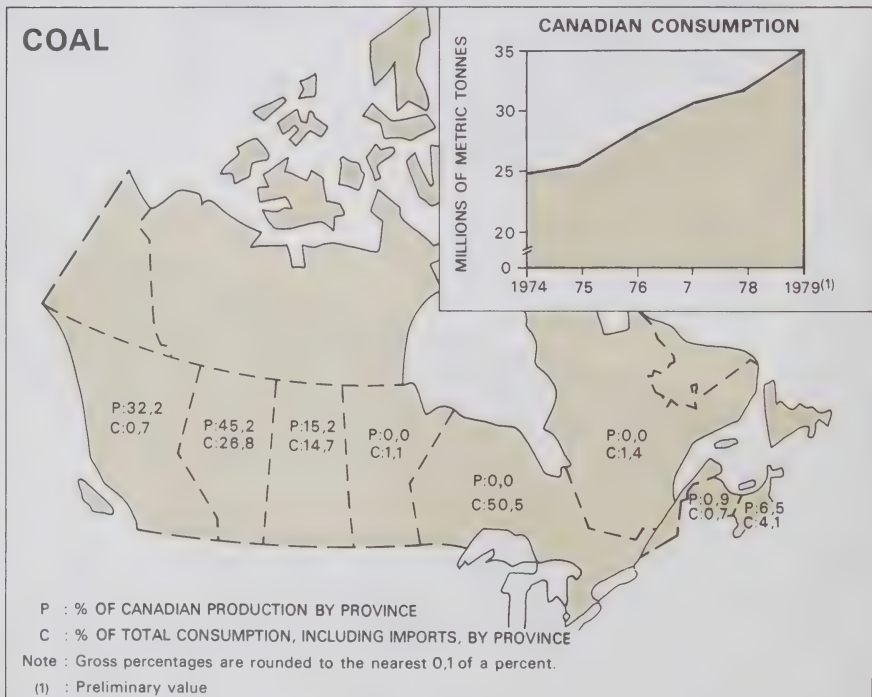 COAL
CANADIAN CONSUMPTION
MILLIONS OF METRIC TONNES
35
30
25
20
0
1974 75 76 7 78 1979(1)
P:32,2
C:0,7
P:45,2
C:26,8
P:15,2
C:14,7
P:0,0
C:1,1
P:0,0
C:50,5
P:0,0
C:1,4
P:0,9
C:0,7
P:6,5
C:4,1
P : % OF CANADIAN PRODUCTION BY PROVINCE
C : % OF TOTAL CONSUMPTION, INCLUDING IMPORTS, BY PROVINCE
Note : Gross percentages are rounded to the nearest 0,1 of a percent.
(1) : Preliminary value